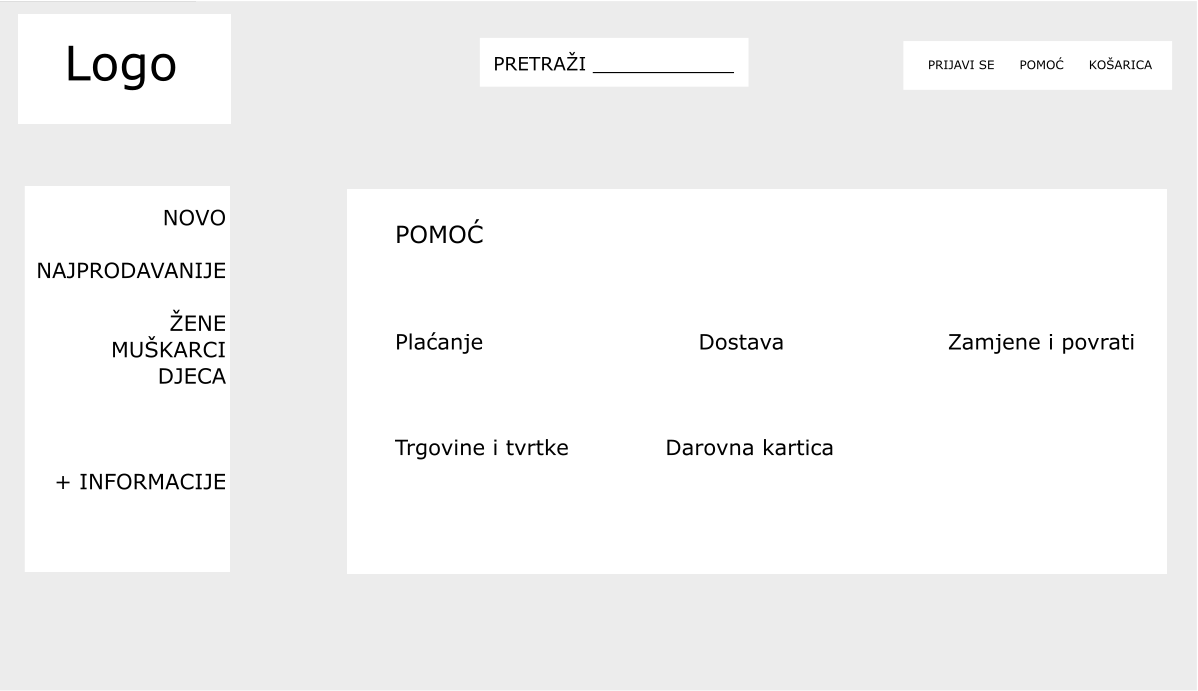 Logo
PRETRAŽI _______________
PRIJAVI SE POMOĆ KOŠARICA
NOVO
NAJPRODAVANIJE
ŽENE
MUŠKARCI
DJECA
+ INFORMACIJE
POMOĆ
Plaćanje Dostava Zamjene i povrati
Trgovine i tvrtke Darovna kartica